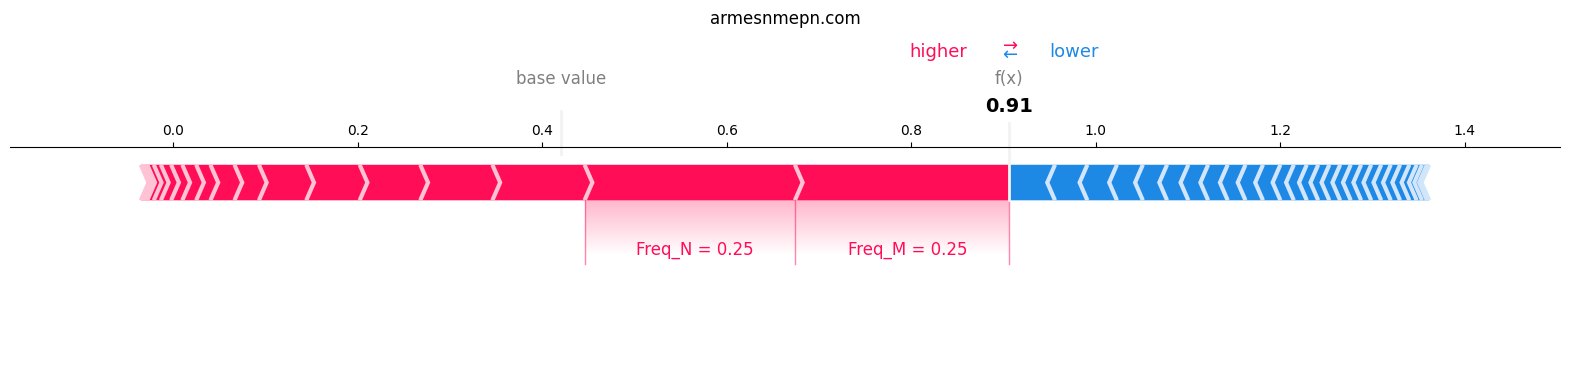 armesnmepn.com
higher ⇄ lower
base value f(x)
0.91
0.0 0.2 0.4 0.6 0.8 1.0 1.2 1.4
Freq_N = 0.25 Freq_M = 0.25